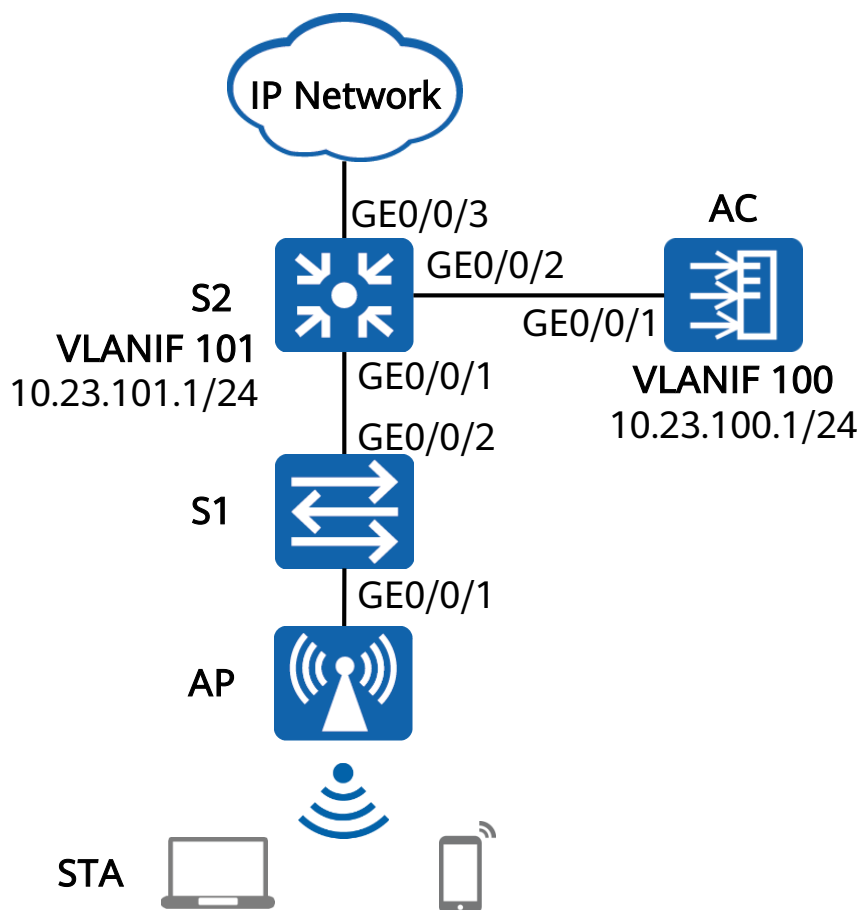 IP Network
GE0/0/3
AC
GE0/0/2
S2
GE0/0/1
VLANIF 101
10.23.101.1/24
GE0/0/1
VLANIF 100
10.23.100.1/24
GE0/0/2
S1
GE0/0/1
AP
STA